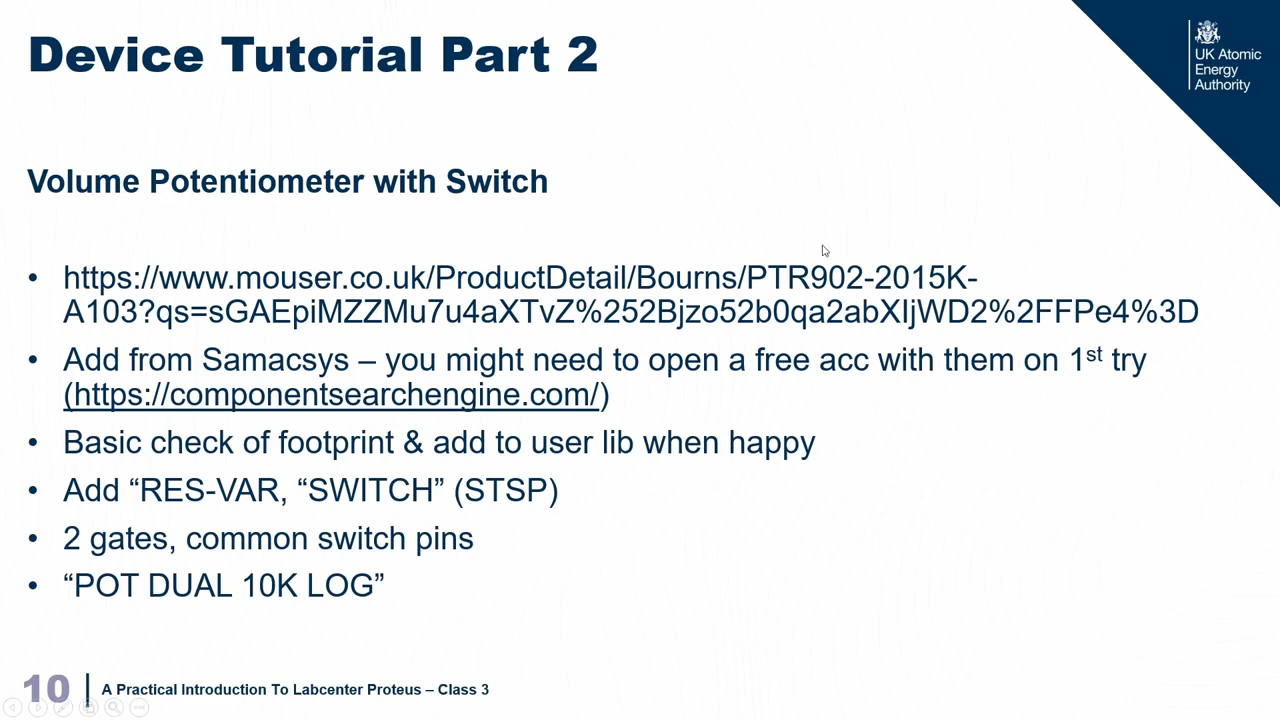 Device Tutorial Part 2
UK Atomic
Energy
Authority
Volume Potentiometer with Switch
• https://www.mouser.co.uk/ProductDetail/Bourns/PTR902-2015K-
A103?qs=sGAEpiMZZMu7u4aXTvZ%252Bjzo52b0qa2abXIjWD2%2FFPe4%3D
• Add from Samacsys – you might need to open a free acc with them on 1st try
(https://componentsearchengine.com/)
• Basic check of footprint & add to user lib when happy
• Add “RES-VAR, “SWITCH” (STSP)
• 2 gates, common switch pins
• “POT DUAL 10K LOG”
10
A Practical Introduction To Labcenter Proteus – Class 3